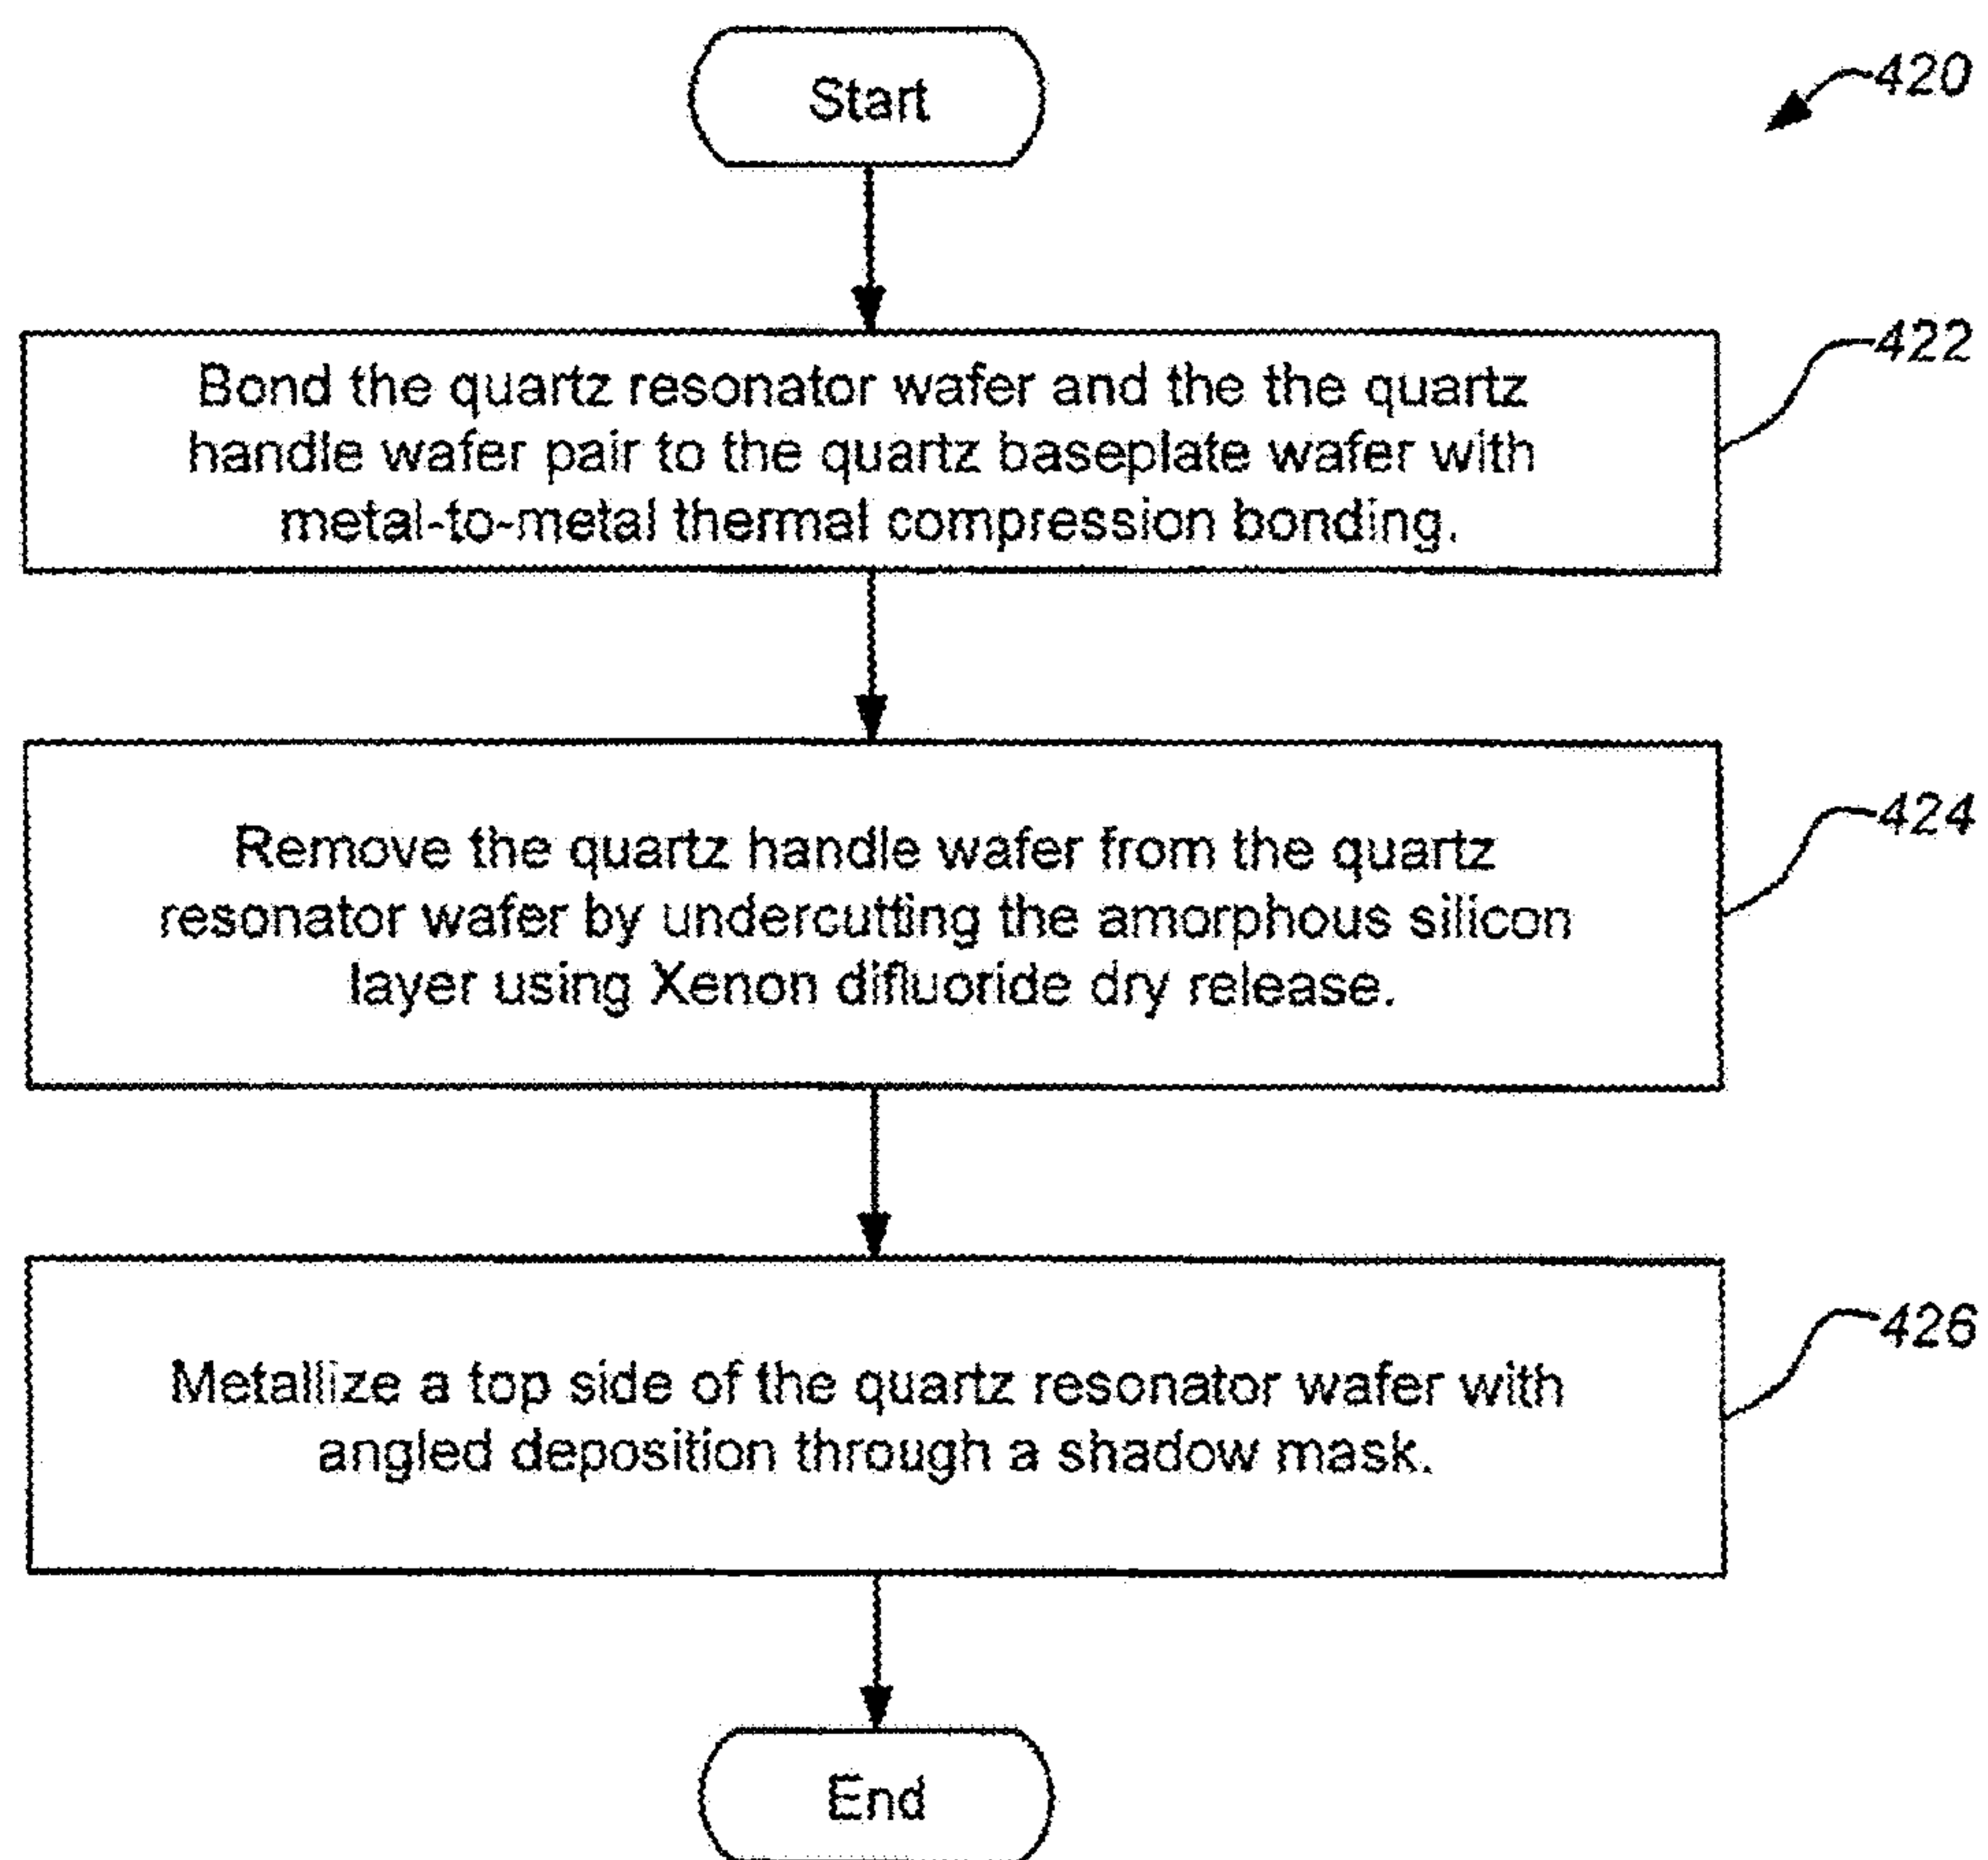 Start
420
Bond the quartz resonator wafer and the the quartz
handle wafer pair to the quartz baseplate wafer with
metal-to-metal thermal compression bonding.
422
Remove the quartz handle wafer from the quartz
resonator wafer by undercutting the amorphous silicon
layer using Xenon difluoride dry release.
424
Metallize a top side of the quartz resonator wafer with
angled deposition through a shadow mask.
426
End